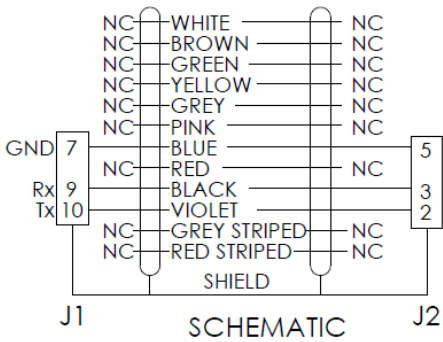 NC WHITE NC
NC BROWN NC
NC GREEN NC
NC YELLOW NC
NC GREY NC
NC PINK NC
GND 7 BLUE 5
NC RED NC
Rx 9 BLACK 3
Tx 10 VIOLET 2
NC GREY STRIPED NC
NC RED STRIPED NC
SHIELD
J1 J2
SCHEMATIC